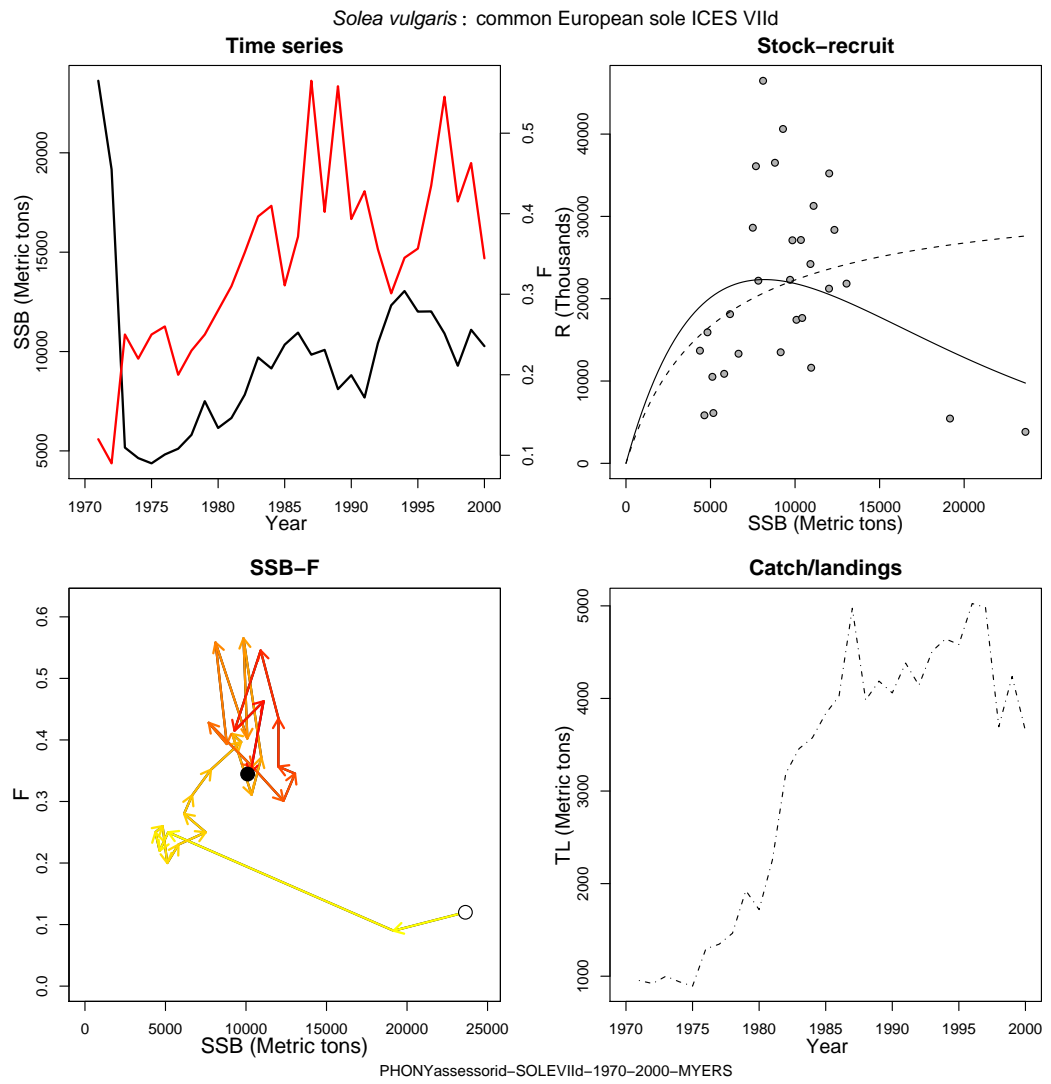 Solea vulgaris : common European sole ICES VIId
Time series
SSB (Metric tons)
5000 10000 15000 20000
F
0.1 0.2 0.3 0.4 0.5
1970 1975 1980 1985 1990 1995 2000
Year
Stock−recruit
R (Thousands)
0 10000 20000 30000 40000
0 5000 10000 15000 20000
SSB (Metric tons)
SSB−F
F
0.0 0.1 0.2 0.3 0.4 0.5 0.6
0 5000 10000 15000 20000 25000
SSB (Metric tons)
Catch/landings
TL (Metric tons)
1000 2000 3000 4000 5000
1970 1975 1980 1985 1990 1995 2000
Year
PHONYassessorid−SOLEVIId−1970−2000−MYERS